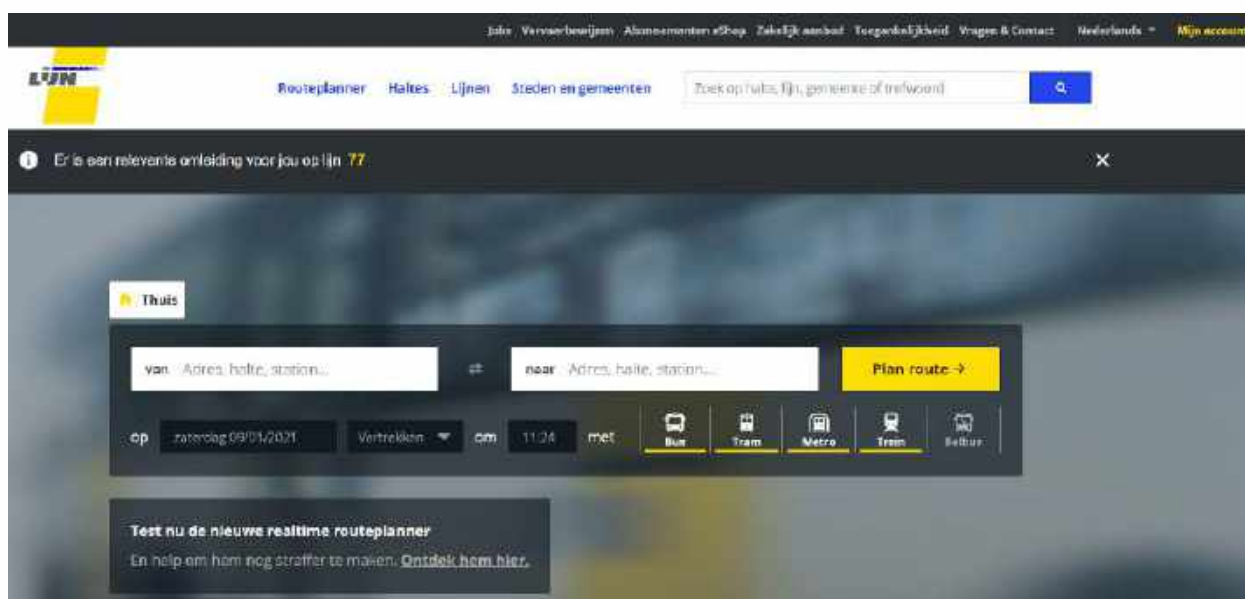 Jobs Vervoerbewijzen Abonnementen eShop Zakelijk aanbod Toegankelijkheid Vragen & Contact Nederlands Mijn account
LIJN
Routeplanner Haltes Lijnen Steden en gemeenten Zoek op halte, lijn, gemeente of trefwoord
Er is een relevante omleiding voor jou op lijn 77
Thuis
van Adres, halte, station... naar Adres, halte, station... Plan route →
op zaterdag 09/01/2021 Vertrekken om 11:24 met
Bus Tram Metro Trein Belbus
Test nu de nieuwe realtime routeplanner
En help om hem nog straffer te maken. Ontdek hem hier.